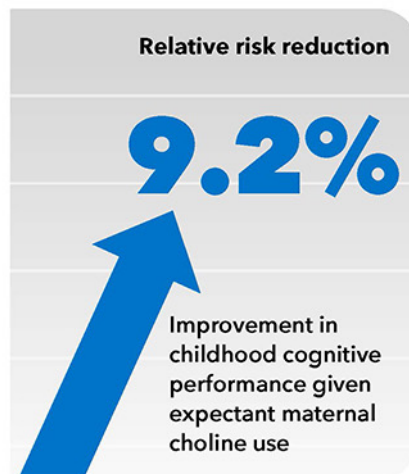 Relative risk reduction
9.2%
Improvement in
childhood cognitive
performance given
expectant maternal
choline use